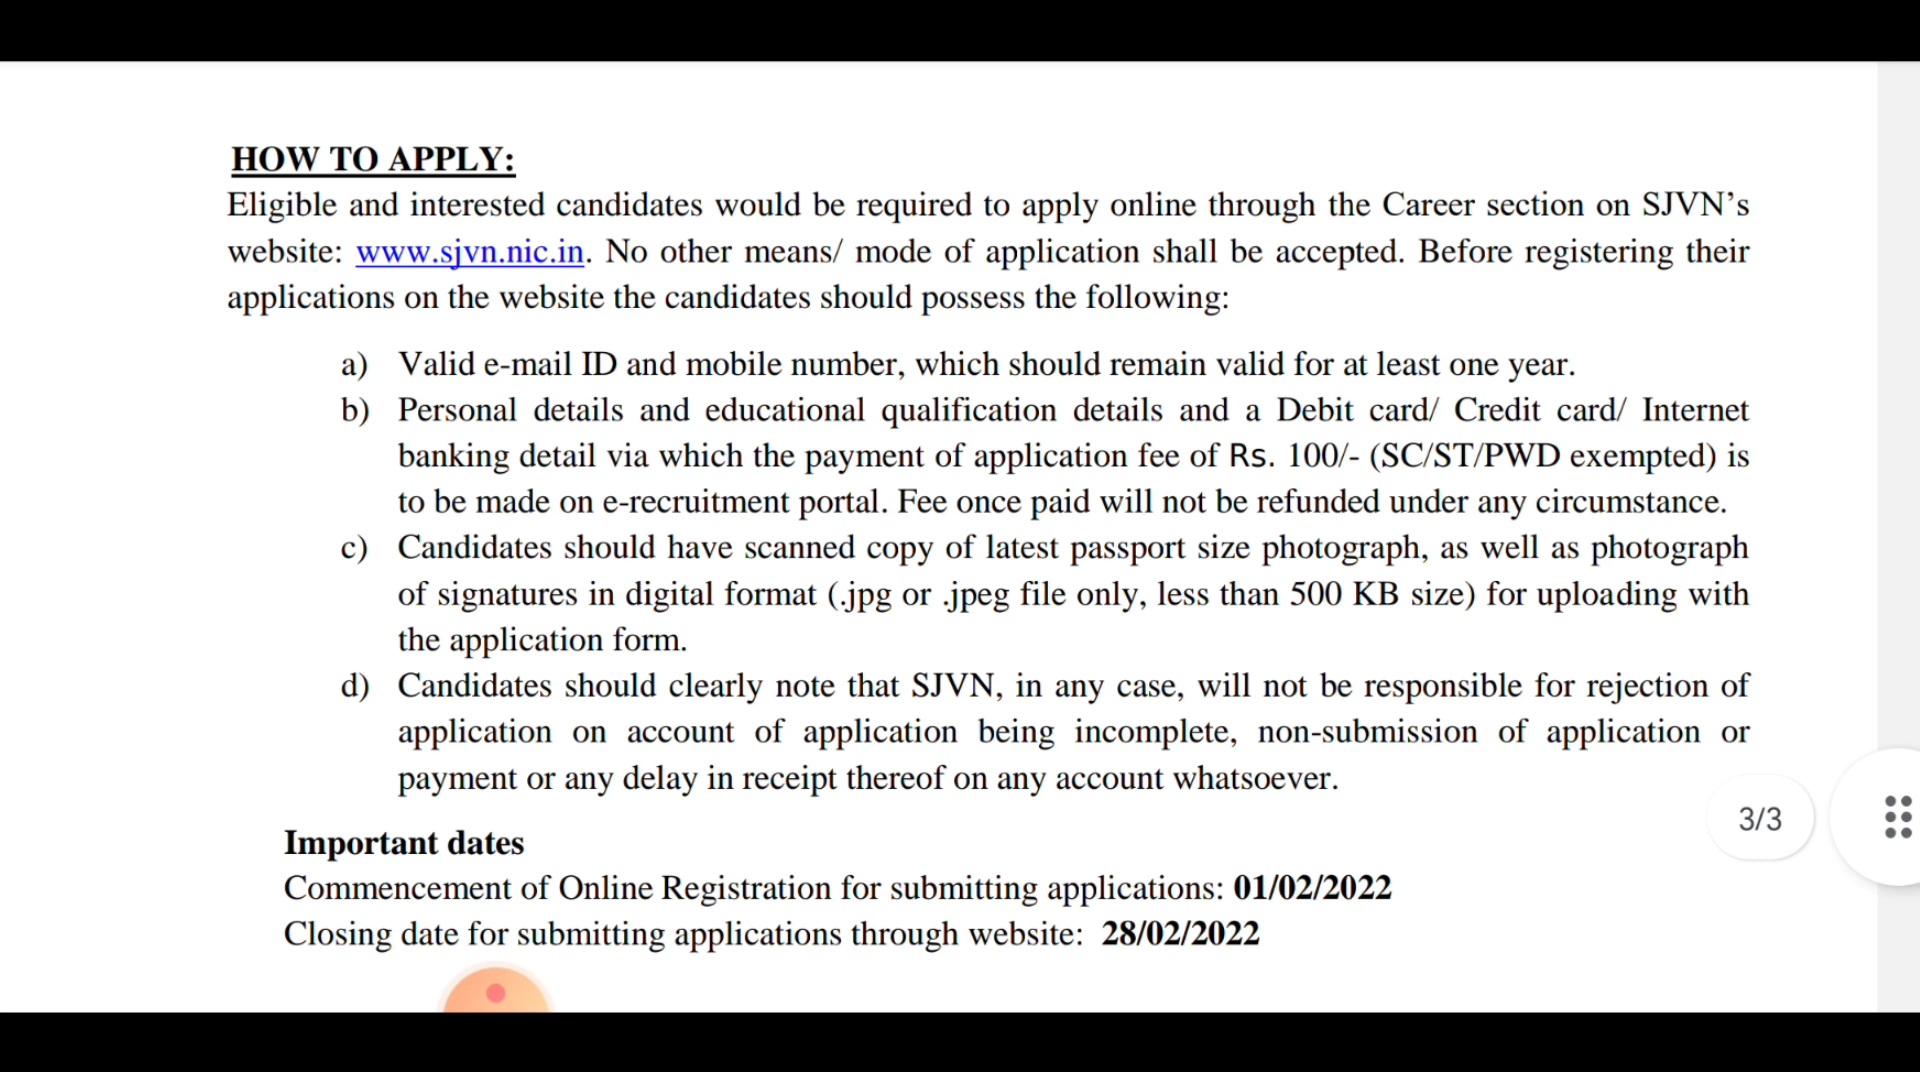 HOW TO APPLY:
Eligible and interested candidates would be required to apply online through the Career section on SJVN’s
website: www.sjvn.nic.in. No other means/ mode of application shall be accepted. Before registering their
applications on the website the candidates should possess the following:
a) Valid e-mail ID and mobile number, which should remain valid for at least one year.
b) Personal details and educational qualification details and a Debit card/ Credit card/ Internet
banking detail via which the payment of application fee of Rs. 100/- (SC/ST/PWD exempted) is
to be made on e-recruitment portal. Fee once paid will not be refunded under any circumstance.
c) Candidates should have scanned copy of latest passport size photograph, as well as photograph
of signatures in digital format (.jpg or .jpeg file only, less than 500 KB size) for uploading with
the application form.
d) Candidates should clearly note that SJVN, in any case, will not be responsible for rejection of
application on account of application being incomplete, non-submission of application or
payment or any delay in receipt thereof on any account whatsoever.
3/3
Important dates
Commencement of Online Registration for submitting applications: 01/02/2022
Closing date for submitting applications through website: 28/02/2022